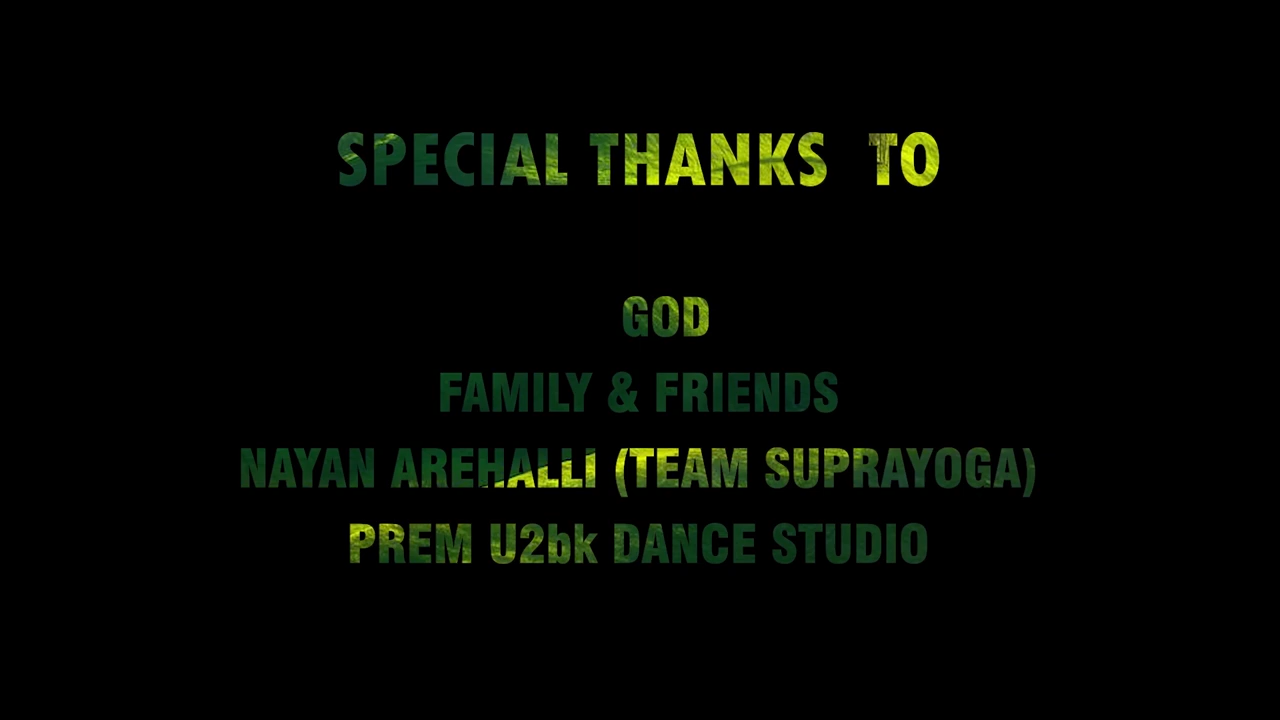 SPECIAL THANKS TO
GOD
FAMILY & FRIENDS
NAYAN AREHALLI (TEAM SUPRAYOGA)
PREM U2bk DANCE STUDIO